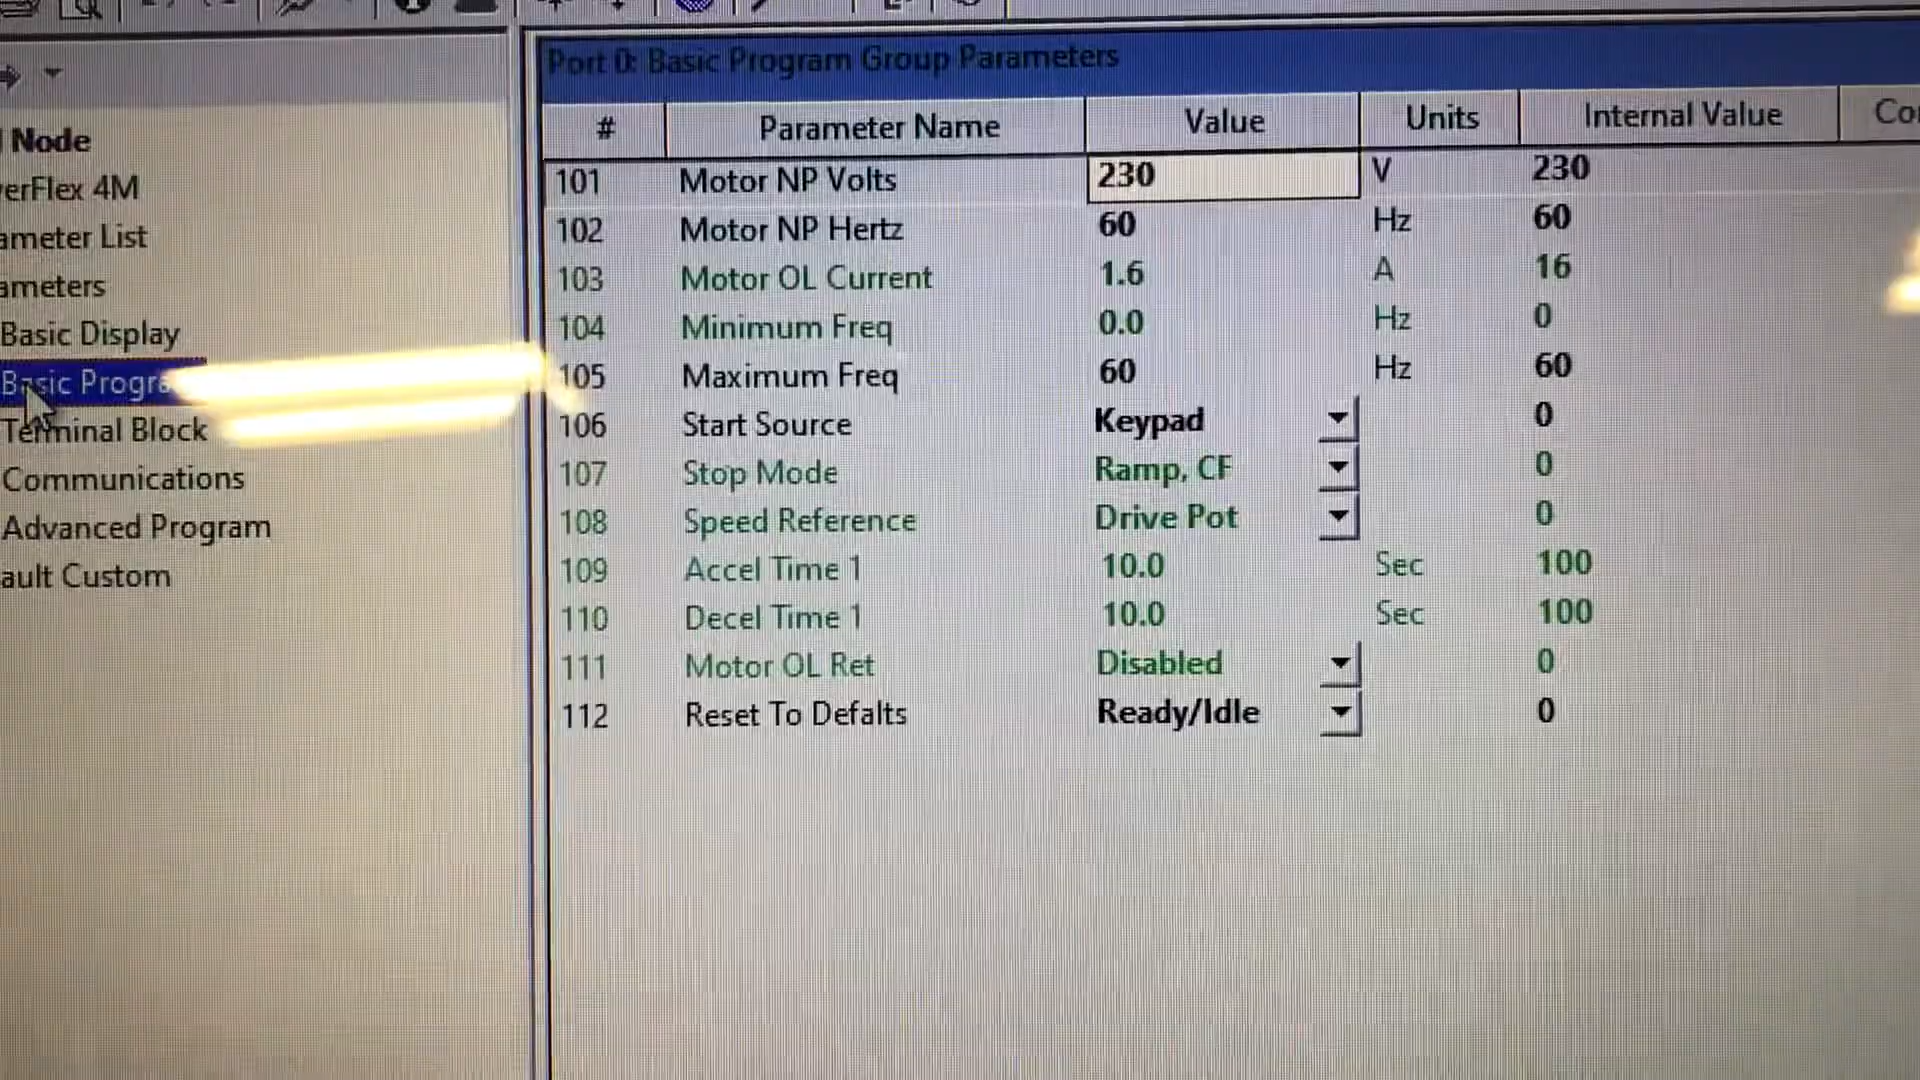 Port 0: Basic Program Group Parameters
# Parameter Name Value Units Internal Value
Node
erFlex 4M
ameter List
ameters
Basic Display
Basic Progra
Terminal Block
Communications
Advanced Program
ault Custom
101 Motor NP Volts 230 V 230
102 Motor NP Hertz 60 Hz 60
103 Motor OL Current 1.6 A 16
104 Minimum Freq 0.0 Hz 0
105 Maximum Freq 60 Hz 60
106 Start Source Keypad 0
107 Stop Mode Ramp, CF 0
108 Speed Reference Drive Pot 0
109 Accel Time 1 10.0 Sec 100
110 Decel Time 1 10.0 Sec 100
111 Motor OL Ret Disabled 0
112 Reset To Defalts Ready/Idle 0